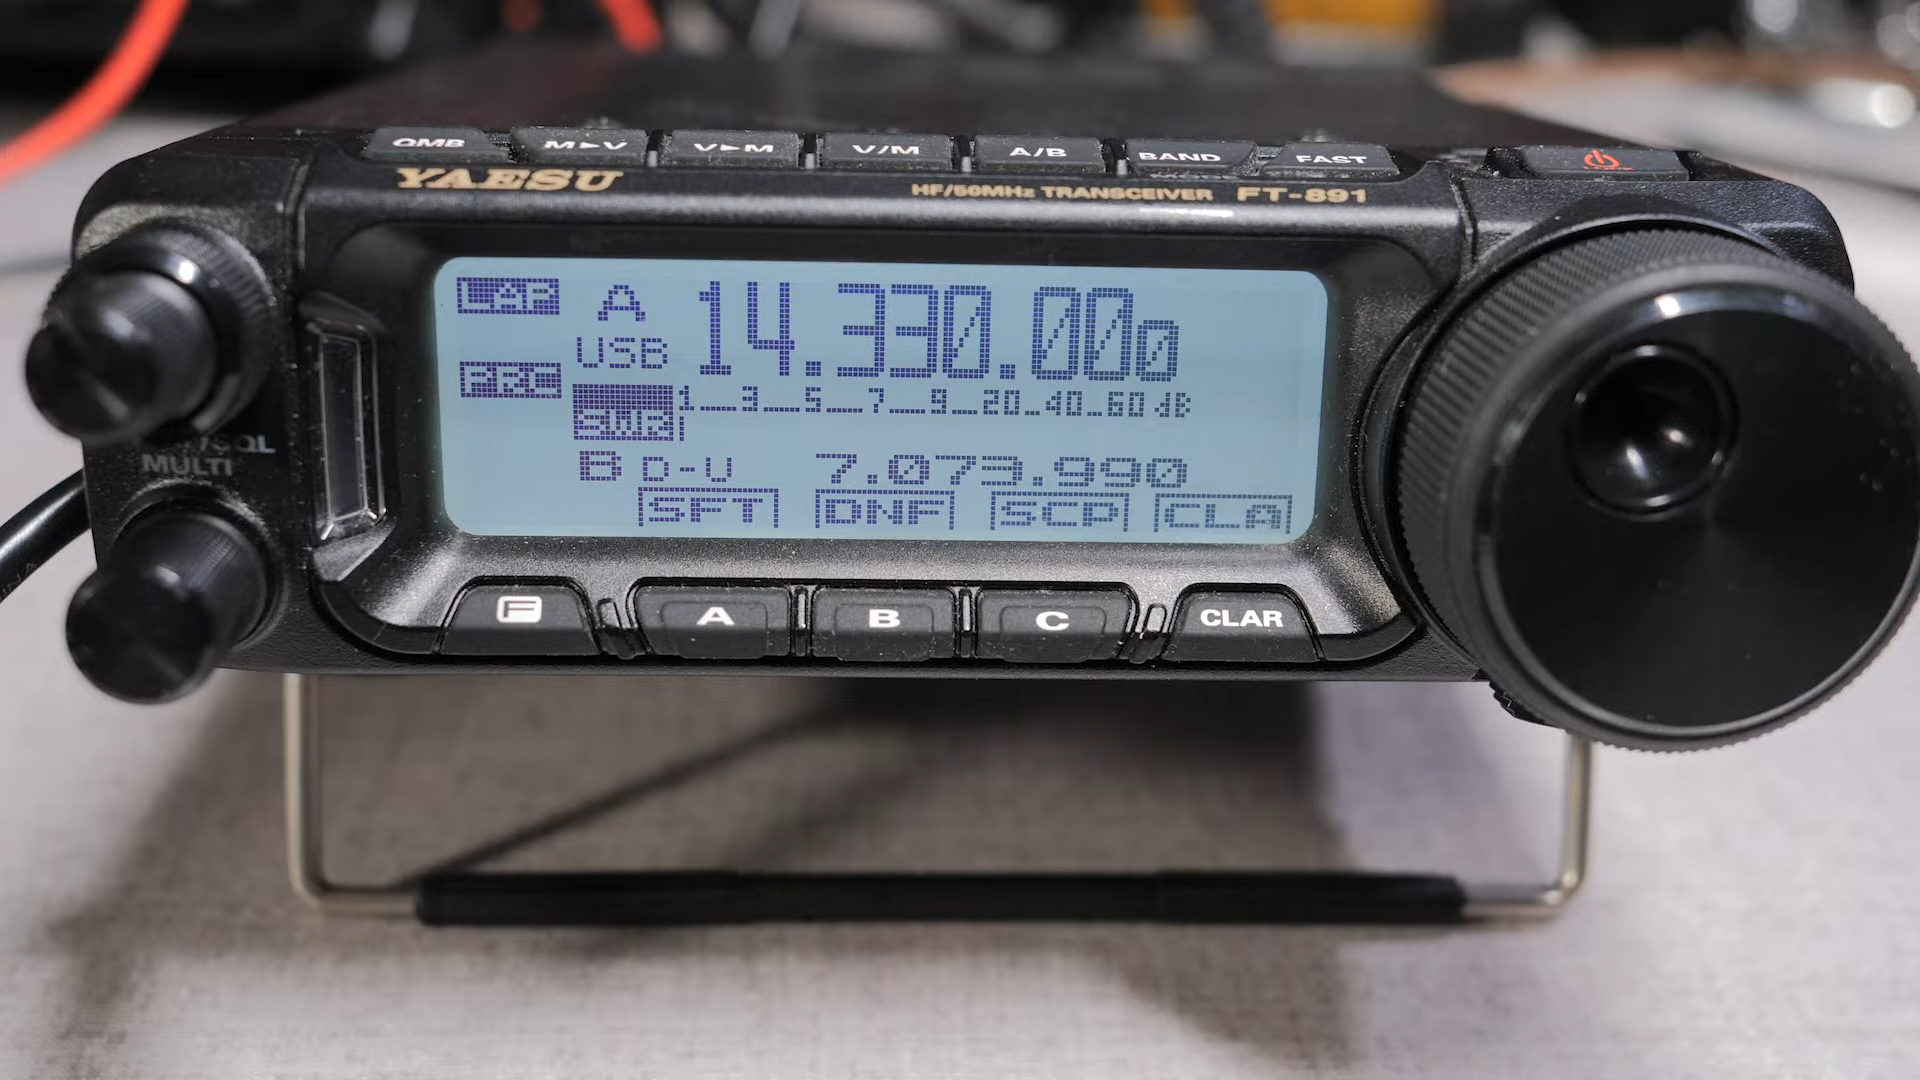 QMB M►V V►M V/M A/B BAND FAST
YAESU HF/50MHz TRANSCEIVER FT-891
A 14.330.000
USB
1 3 5 7 9 20 40 60 dB
SWR
B D-U 7.073.990
SFT DNF SCP CLA
/SQL
MULTI
F A B C CLAR